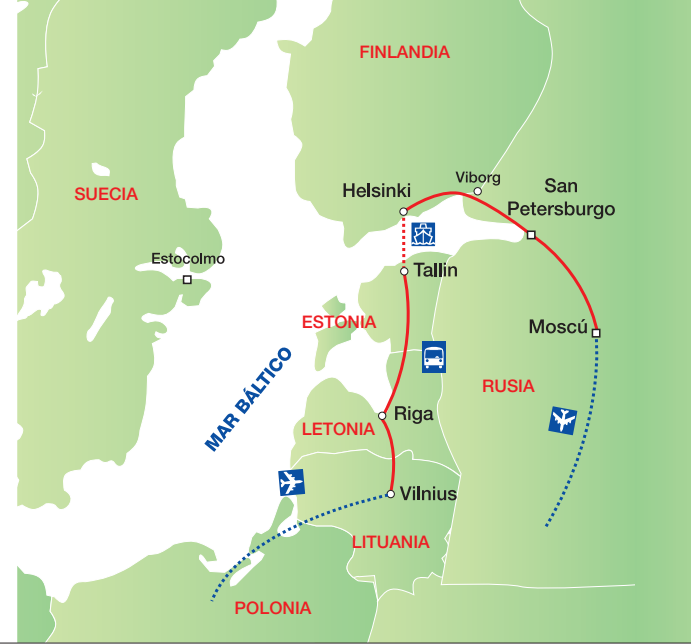 FINLANDIA
SUECIA
Helsinki
Viborg
San
Petersburgo
Estocolmo
Tallin
ESTONIA
Moscú
MAR BÁLTICO
RUSIA
Riga
LETONIA
Vilnius
LITUANIA
POLONIA